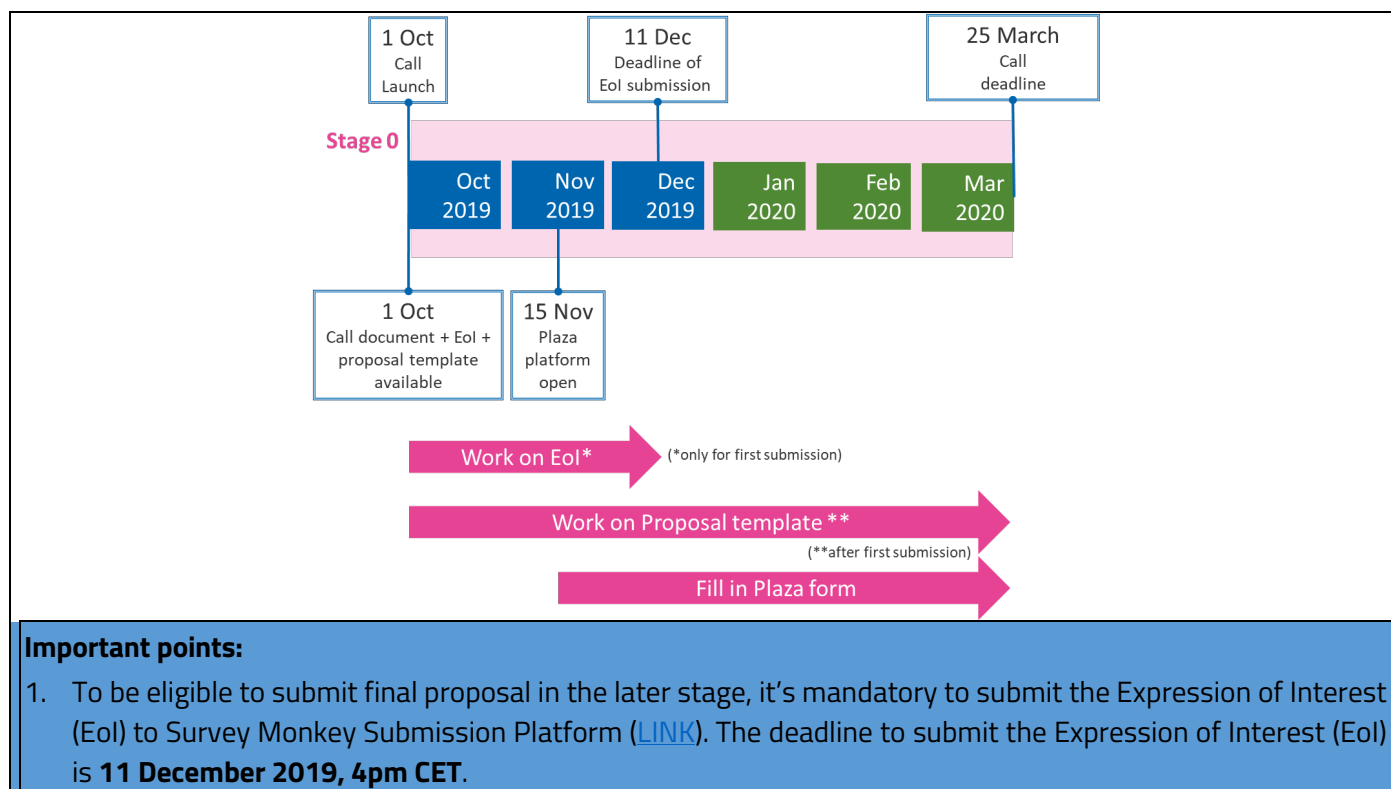 1 Oct
Call
Launch
11 Dec
Deadline of
EoI submission
25 March
Call
deadline
Stage 0
Oct
2019
Nov
2019
Dec
2019
Jan
2020
Feb
2020
Mar
2020
1 Oct
Call document + EoI +
proposal template
available
15 Nov
Plaza
platform
open
Work on EoI*
(*only for first submission)
Work on Proposal template **
(**after first submission)
Fill in Plaza form
Important points:
1. To be eligible to submit final proposal in the later stage, it’s mandatory to submit the Expression of Interest
(EoI) to Survey Monkey Submission Platform (LINK). The deadline to submit the Expression of Interest (EoI)
is 11 December 2019, 4pm CET.